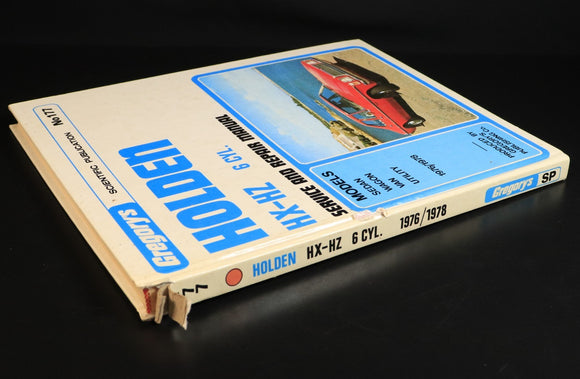 Gregory's
SCIENTIFIC PUBLICATION No.177
HOLDEN
HX-HZ 6 CYL.
SERVICE AND REPAIR MANUAL
MODELS
SEDAN
WAGON
VAN
UTILITY
1976/1978
PRODUCED BY
GREGORY'S
PUBLISHING CO.
HOLDEN HX-HZ 6 CYL. 1976/1978 Gregory's SP